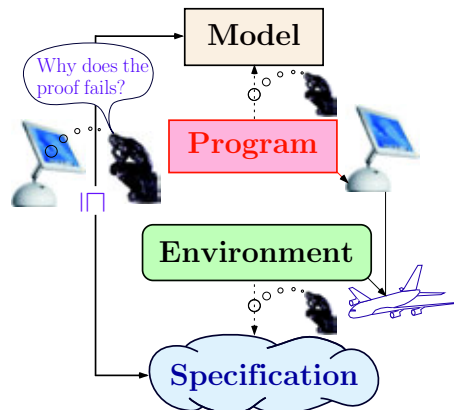 Model
Why does the
proof fails?
Program
|⊓
Environment
Specification